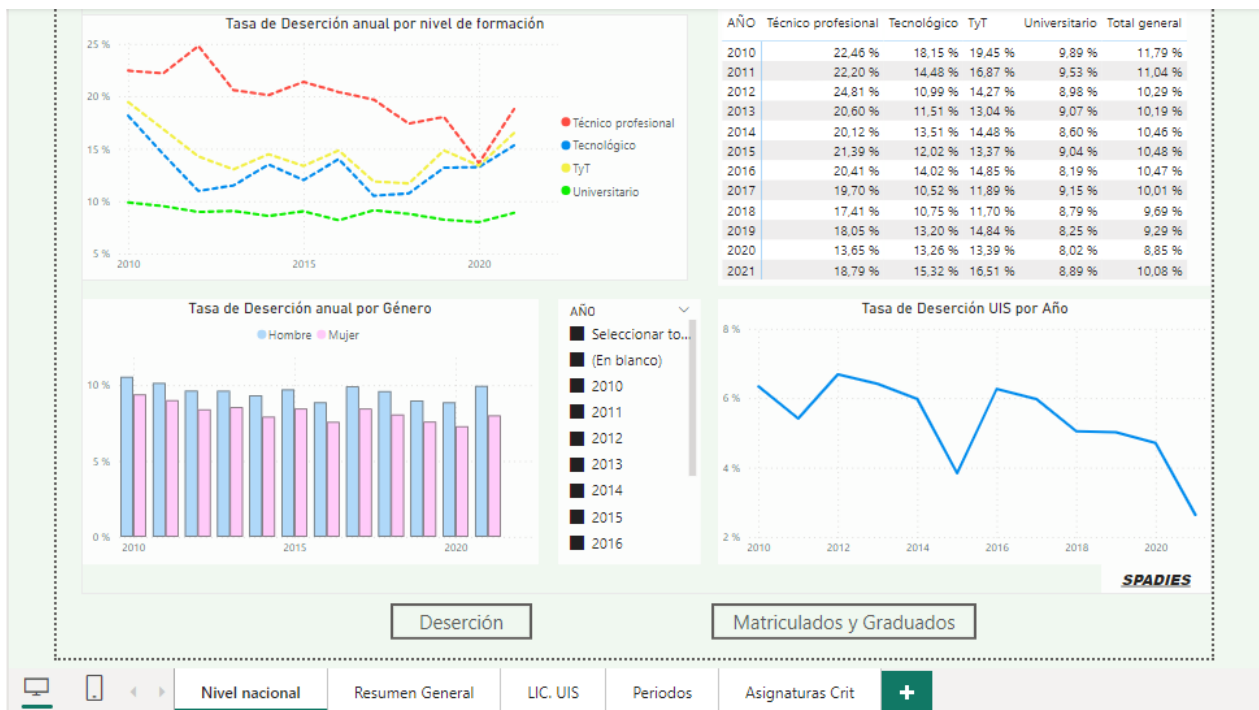 Tasa de Deserción anual por nivel de formación
25 %
20 %
15 %
10 %
5 %
2010 2015 2020
Técnico profesional
Tecnológico
TyT
Universitario
AÑO Técnico profesional Tecnológico TyT Universitario Total general
2010 22,46 % 18,15 % 19,45 % 9,89 % 11,79 %
2011 22,20 % 14,48 % 16,87 % 9,53 % 11,04 %
2012 24,81 % 10,99 % 14,27 % 8,98 % 10,29 %
2013 20,60 % 11,51 % 13,04 % 9,07 % 10,19 %
2014 20,12 % 13,51 % 14,48 % 8,60 % 10,46 %
2015 21,39 % 12,02 % 13,37 % 9,04 % 10,48 %
2016 20,41 % 14,02 % 14,85 % 8,19 % 10,47 %
2017 19,70 % 10,52 % 11,89 % 9,15 % 10,01 %
2018 17,41 % 10,75 % 11,70 % 8,79 % 9,69 %
2019 18,05 % 13,20 % 14,84 % 8,25 % 9,29 %
2020 13,65 % 13,26 % 13,39 % 8,02 % 8,85 %
2021 18,79 % 15,32 % 16,51 % 8,89 % 10,08 %
Tasa de Deserción anual por Género
Hombre Mujer
10 %
5 %
0 %
2010 2015 2020
AÑO
Seleccionar to...
(En blanco)
2010
2011
2012
2013
2014
2015
2016
Tasa de Deserción UIS por Año
8 %
6 %
4 %
2 %
2010 2012 2014 2016 2018 2020
SPADIES
Deserción Matriculados y Graduados
Nivel nacional Resumen General LIC. UIS Periodos Asignaturas Crit +